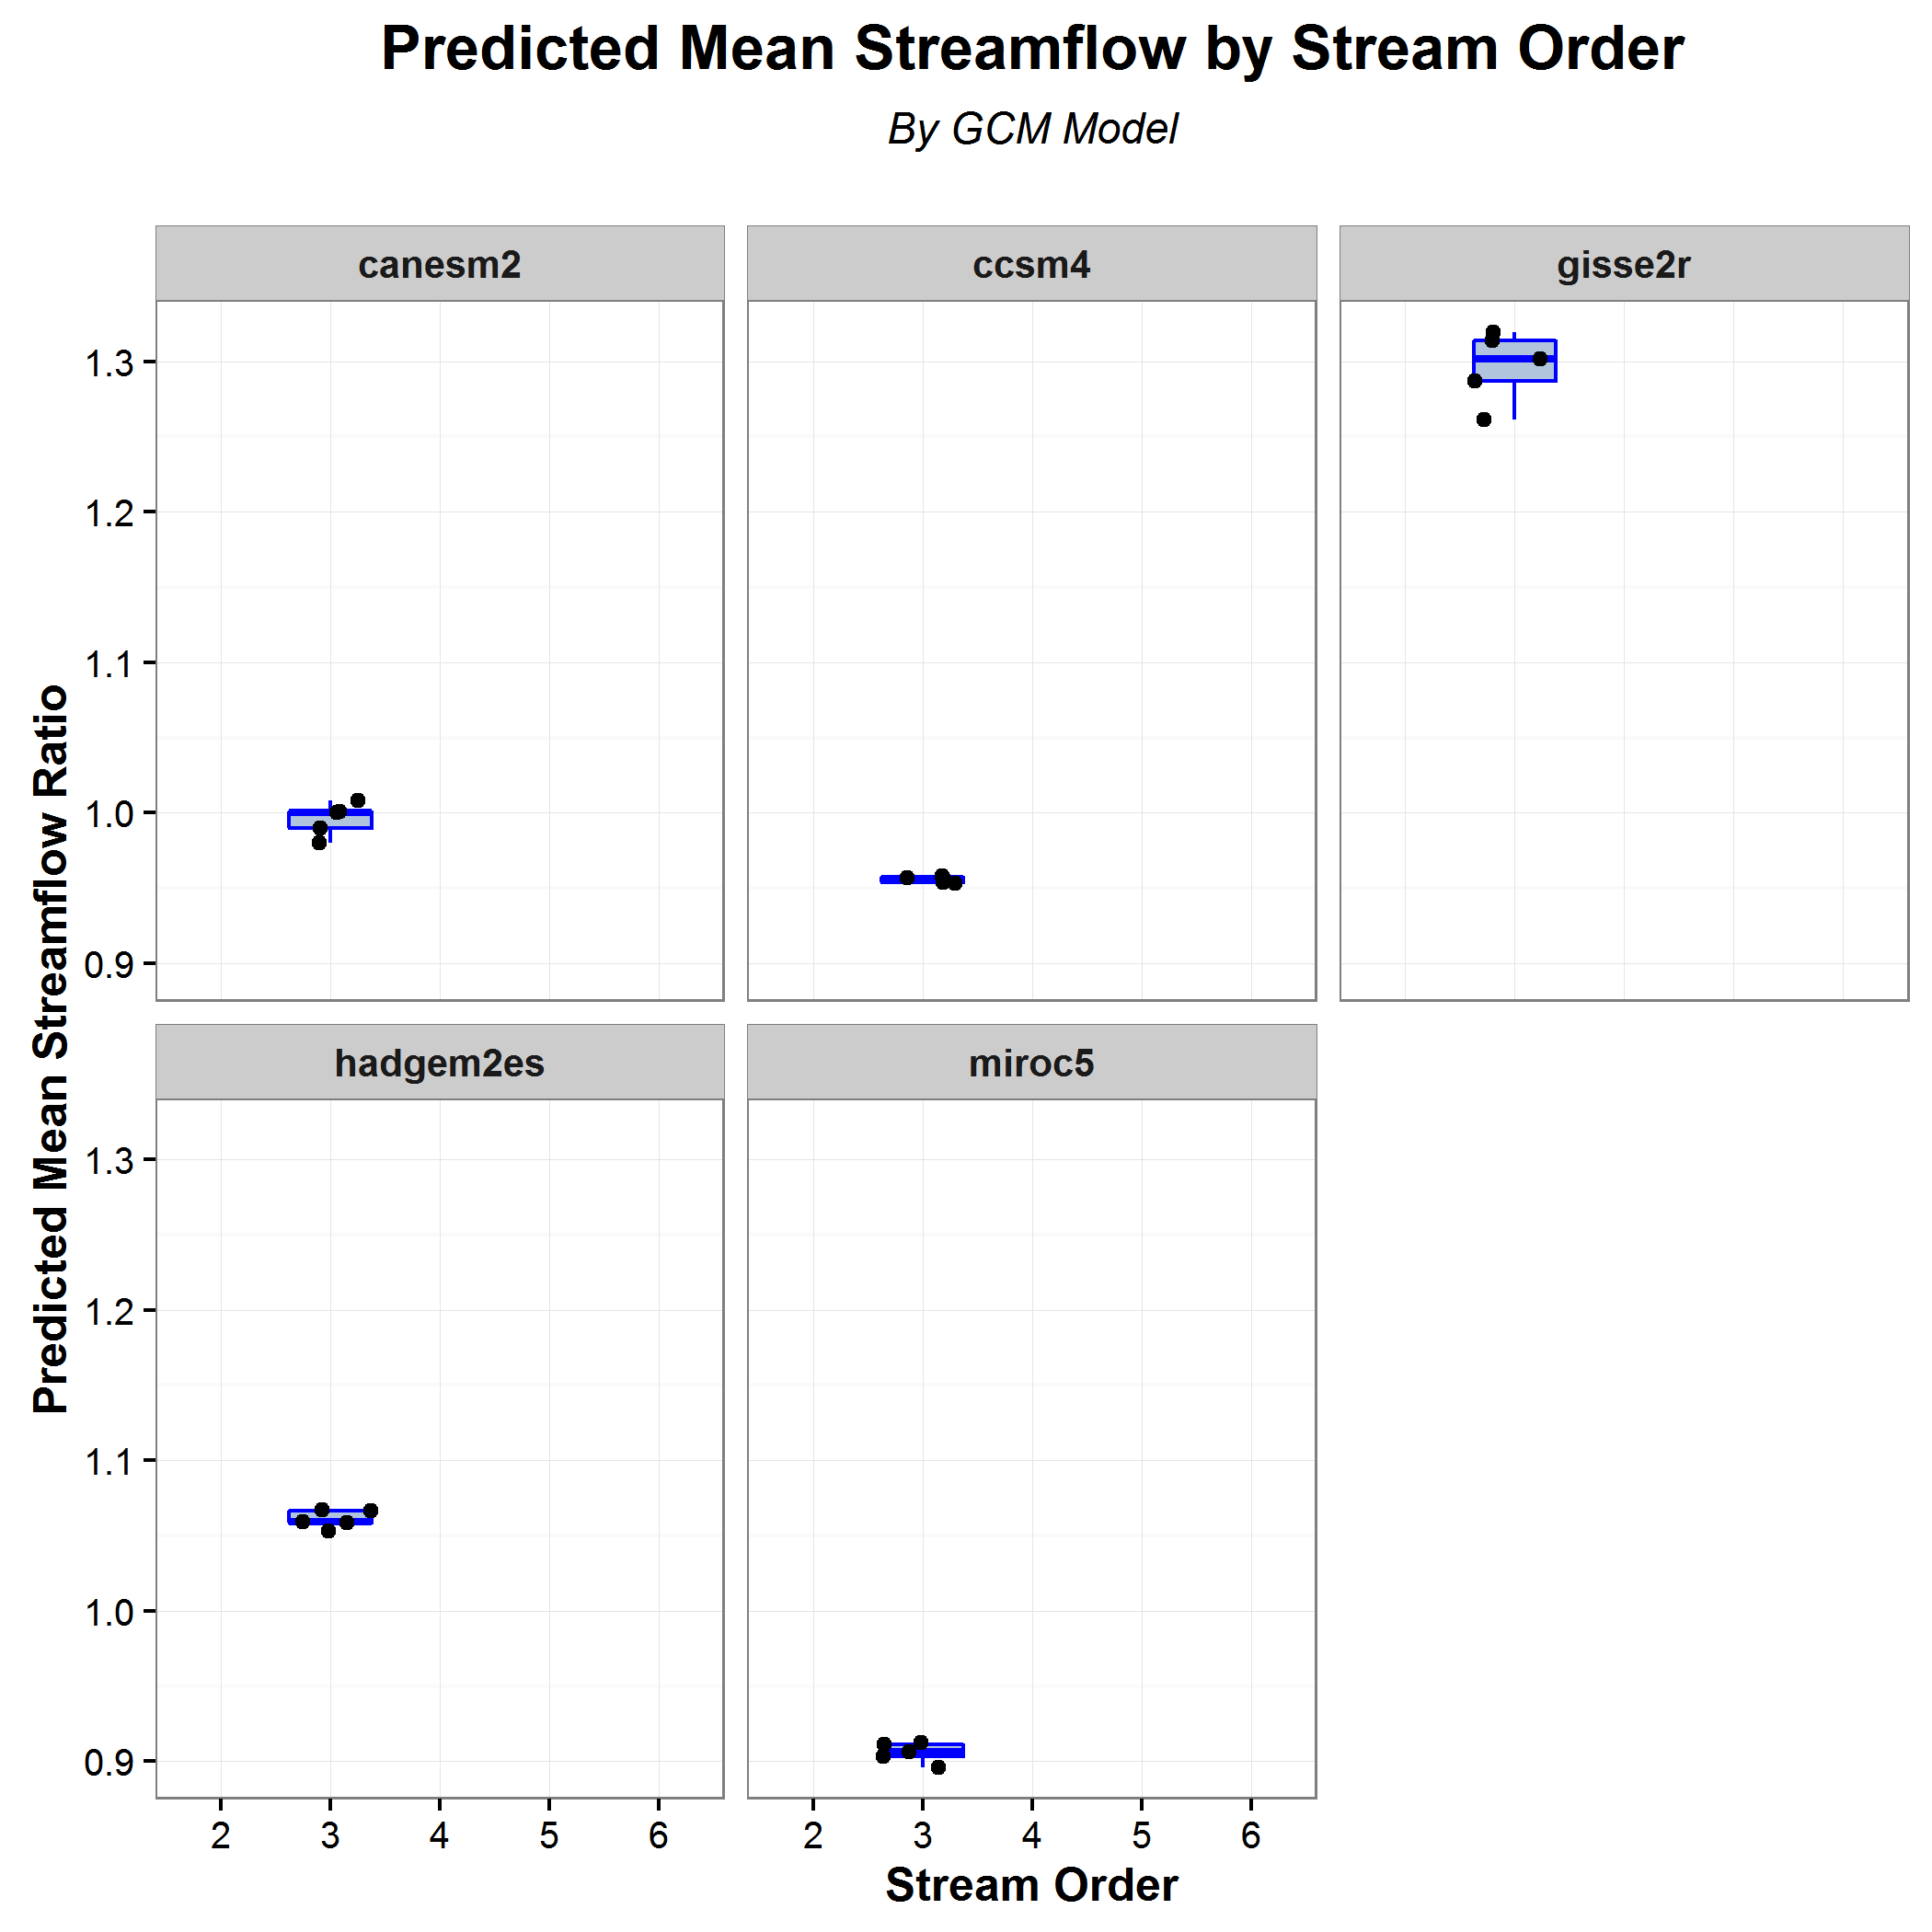 Predicted Mean Streamflow by Stream Order
By GCM Model
canesm2
ccsm4
gisse2r
1.3
1.2
1.1
1.0
0.9
Predicted Mean Streamflow Ratio
hadgem2es
miroc5
1.3
1.2
1.1
1.0
0.9
2 3 4 5 6
2 3 4 5 6
Stream Order